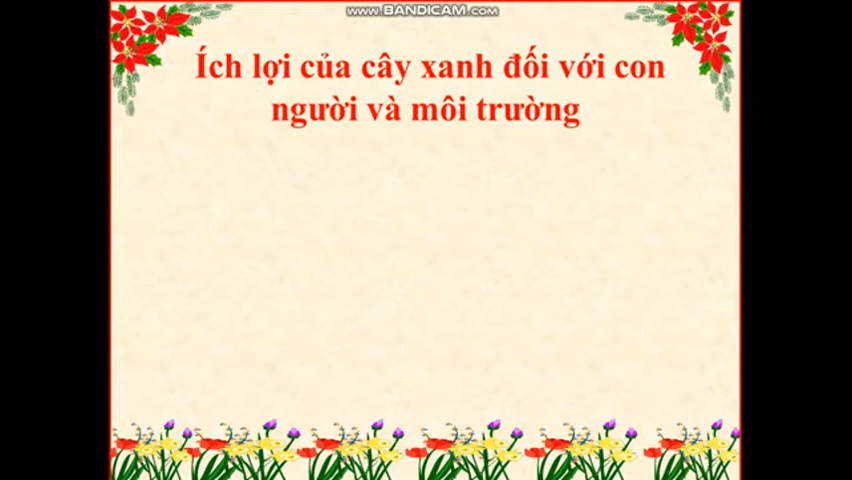 www.BANDICAM.com
Ích lợi của cây xanh đối với con
người và môi trường